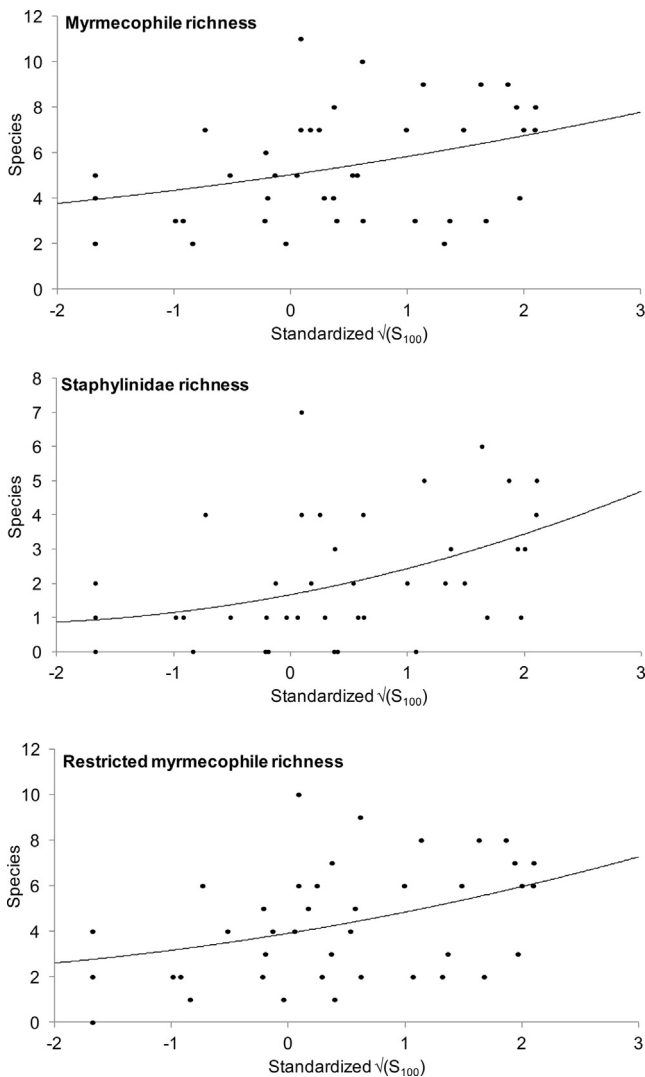 Myrmecophile richness
12
10
8
6
4
2
0
Species
-2 -1 0 1 2 3
Standardized √(S100)
Staphylinidae richness
8
7
6
5
4
3
2
1
0
Species
-2 -1 0 1 2 3
Standardized √(S100)
Restricted myrmecophile richness
12
10
8
6
4
2
0
Species
-2 -1 0 1 2 3
Standardized √(S100)